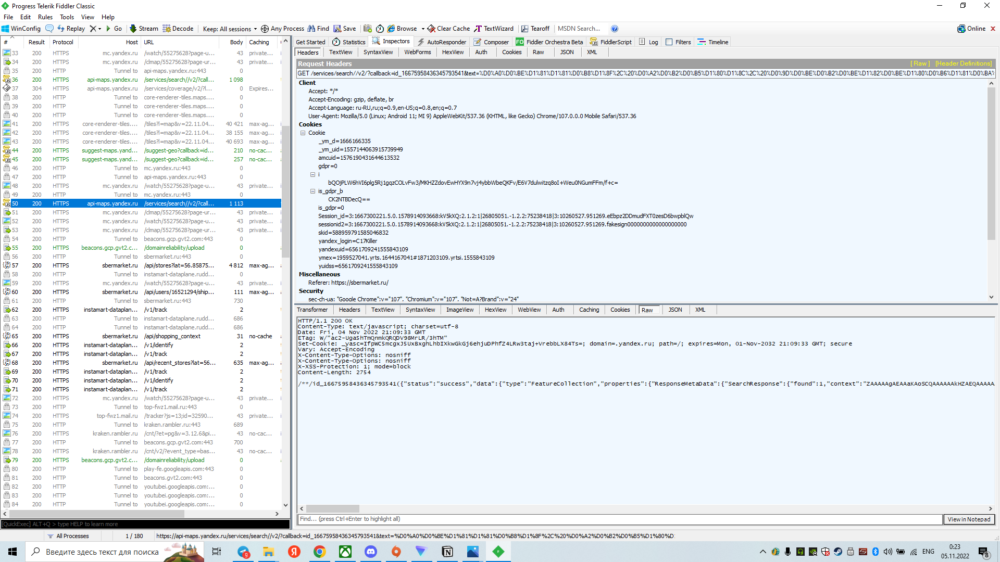 Progress Telerik Fiddler Classic
File Edit Rules Tools View Help
WinConfig Replay Go Stream Decode Keep: All sessions Any Process Find Save Browse Clear Cache TextWizard Tearoff MSDN Search... Online
# Result Protocol Host URL Body Caching
33 200 HTTPS mc.yandex.ru /watch/55275628?page-u... 43 private...
34 200 HTTPS mc.yandex.ru /clmap/55275628?page-ur... 43 private...
35 200 HTTP Tunnel to api-maps.yandex.ru:443 0
36 200 HTTPS api-maps.yandex.ru /services/search//v2/?call... 1 098
37 304 HTTPS api-maps.yandex.ru /services/coverage/v2/?l... 0 Expires...
38 200 HTTP Tunnel to core-renderer-tiles.maps... 0
39 200 HTTP Tunnel to core-renderer-tiles.maps... 0
40 200 HTTP Tunnel to core-renderer-tiles.maps... 0
41 200 HTTPS core-renderer-tiles.... /tiles?l=map&v=22.11.04... 40 421 max-ag...
42 200 HTTPS core-renderer-tiles.... /tiles?l=map&v=22.11.04... 38 155 max-ag...
43 200 HTTPS core-renderer-tiles.... /tiles?l=map&v=22.11.04... 40 693 max-ag...
44 200 HTTPS suggest-maps.yand... /suggest-geo?callback=id... 210 no-cac...
45 200 HTTPS suggest-maps.yand... /suggest-geo?callback=id... 257 no-cac...
46 200 HTTP Tunnel to mc.yandex.ru:443 0
47 200 HTTP Tunnel to api-maps.yandex.ru:443 0
48 200 HTTPS mc.yandex.ru /watch/55275628?page-u... 43 private...
49 200 HTTP Tunnel to mc.yandex.ru:443 0
50 200 HTTPS api-maps.yandex.ru /services/search//v2/?call... 1 113
51 200 HTTPS mc.yandex.ru /clmap/55275628?page-ur... 43 private...
52 200 HTTPS mc.yandex.ru /watch/55275628?page-u... 43 private...
53 200 HTTPS mc.yandex.ru /clmap/55275628?page-ur... 43 private...
54 200 HTTP Tunnel to beacons.gcp.gvt2.com:443 0
55 200 HTTPS beacons.gcp.gvt2.c... /domainreliability/upload 0
56 200 HTTP Tunnel to sbermarket.ru:443 0
57 200 HTTPS sbermarket.ru /api/stores?lat=56.85875... 4 812 max-ag...
58 200 HTTP Tunnel to instamart-dataplane.rudd... 0
59 200 HTTPS mc.yandex.ru /watch/55275628?page-u... 43 private...
60 200 HTTPS sbermarket.ru /api/users/16521294/ship... 111 max-ag...
61 200 HTTP Tunnel to sbermarket.ru:443 730
62 200 HTTPS instamart-dataplan... /v1/track 2
63 200 HTTP Tunnel to instamart-dataplane.rudd... 686
64 200 HTTP Tunnel to instamart-dataplane.rudd... 686
65 200 HTTPS sbermarket.ru /api/shopping_context 31 no-cache
66 200 HTTPS instamart-dataplan... /v1/identify 2
67 200 HTTPS instamart-dataplan... /v1/track 2
68 200 HTTPS sbermarket.ru /api/recent_stores?lat=56... 635 max-ag...
69 200 HTTPS instamart-dataplan... /v1/track 2
70 200 HTTPS instamart-dataplan... /v1/identify 2
71 200 HTTPS instamart-dataplan... /v1/track 2
72 200 HTTPS mc.yandex.ru /watch/55275628?page-u... 43 private...
73 200 HTTP Tunnel to top-fwz1.mail.ru:443 0
74 200 HTTPS top-fwz1.mail.ru /tracker?js=13;id=32590... 43 private...
75 200 HTTP Tunnel to kraken.rambler.ru:443 689
76 200 HTTPS kraken.rambler.ru /cnt/?et=pg&v=3.12.6&pi... 43 no-cac...
77 200 HTTP Tunnel to beacons.gcp.gvt2.com:443 700
78 200 HTTPS kraken.rambler.ru /cnt/v2/?event_type=bas... 43 no-cac...
79 200 HTTPS beacons.gcp.gvt2.c... /domainreliability/upload 0
80 200 HTTP Tunnel to play-fe.googleapis.com:443 0
81 200 HTTP Tunnel to beacons.gvt2.com:443 0
82 200 HTTP Tunnel to youtubei.googleapis.com:... 0
83 200 HTTP Tunnel to youtubei.googleapis.com:... 0
84 200 HTTP Tunnel to youtubei.googleapis.com:... 0
[QuickExec] ALT+Q > type HELP to learn more
Get Started Statistics Inspectors AutoResponder Composer FO Fiddler Orchestra Beta FiddlerScript Log Filters Timeline
Headers TextView SyntaxView WebForms HexView Auth Cookies Raw JSON XML
Request Headers [ Raw ] [Header Definitions]
GET /services/search//v2/?callback=id_16675958436345793541&text=%D0%A0%D0%BE%D1%81%D1%81%D0%B8%D1%8F%2C%20%D0%A2%D0%B2%D0%B5%D1%80%D1%8C%2C%20%D0%9D%D0%BE%D0%B2%D0%BE%D1%82%D0%BE%D1%80%D0%B6%D1%81%D0%BA%
Client
Accept: */*
Accept-Encoding: gzip, deflate, br
Accept-Language: ru-RU,ru;q=0.9,en-US;q=0.8,en;q=0.7
User-Agent: Mozilla/5.0 (Linux; Android 11; MI 9) AppleWebKit/537.36 (KHTML, like Gecko) Chrome/107.0.0.0 Mobile Safari/537.36
Cookies
Cookie
_ym_d=1666166335
_ym_uid=1557144063915739949
amcuid=1576190431644613532
gdpr=0
i
bQOjPLW6hVI6plg5Rj1gqzCOLvFw3/MKHZZdovEwHYX9n7vj4ybbWbeQKFv/E6V7dulwitzq8oI+Weu0NGumFFm/f+c=
is_gdpr_b
CK2NTBDecQ==
is_gdpr=0
Session_id=3:1667300221.5.0.1578914093668:kV5kXQ:2.1.2:1|26805051.-1.2.2:75238418|3:10260527.951269.eEbpz2DDmudFXT0zesD6bwpblQw
sessionid2=3:1667300221.5.0.1578914093668:kV5kXQ:2.1.2:1|26805051.-1.2.2:75238418|3:10260527.951269.fakesign0000000000000000000
skid=588959791585046832
yandex_login=C17Killer
yandexuid=6561709241555843109
ymex=1959527041.yrts.1644167041#1871203109.yrtsi.1555843109
yuidss=6561709241555843109
Miscellaneous
Referer: https://sbermarket.ru/
Security
sec-ch-ua: "Google Chrome";v="107", "Chromium";v="107", "Not=A?Brand";v="24"
Transformer Headers TextView SyntaxView ImageView HexView WebView Auth Caching Cookies Raw JSON XML
HTTP/1.1 200 OK
Content-Type: text/javascript; charset=utf-8
Date: Fri, 04 Nov 2022 21:09:33 GMT
ETag: W/"ac2-Uga5hTmQnmkQRQDV98MrLR/3hTM"
Set-Cookie: _yasc=IfpWC5mcgxJ5UxBxghLhbIXkwGkGj6ehjuDPhfZ4LRw3taj+VrebbLX84Ts=; domain=.yandex.ru; path=/; expires=Mon, 01-Nov-2032 21:09:33 GMT; secure
Vary: Accept-Encoding
X-Content-Type-Options: nosniff
X-Content-Type-Options: nosniff
X-XSS-Protection: 1; mode=block
Content-Length: 2754
/**/id_16675958436345793541({"status":"success","data":{"type":"FeatureCollection","properties":{"ResponseMetaData":{"SearchResponse":{"found":1,"context":"ZAAAAAgAEAAaKAoSCQAAAAAAkHZAEQAAAAA
Find... (press Ctrl+Enter to highlight all) View in Notepad
All Processes 1 / 180 https://api-maps.yandex.ru/services/search//v2/?callback=id_16675958436345793541&text=%D0%A0%D0%BE%D1%81%D1%81%D0%B8%D1%8F%2C%20%D0%A2%D0%B2%D0%B5%D1%80%D1%
Введите здесь текст для поиска 9 Я ENG 0:23
05.11.2022 8